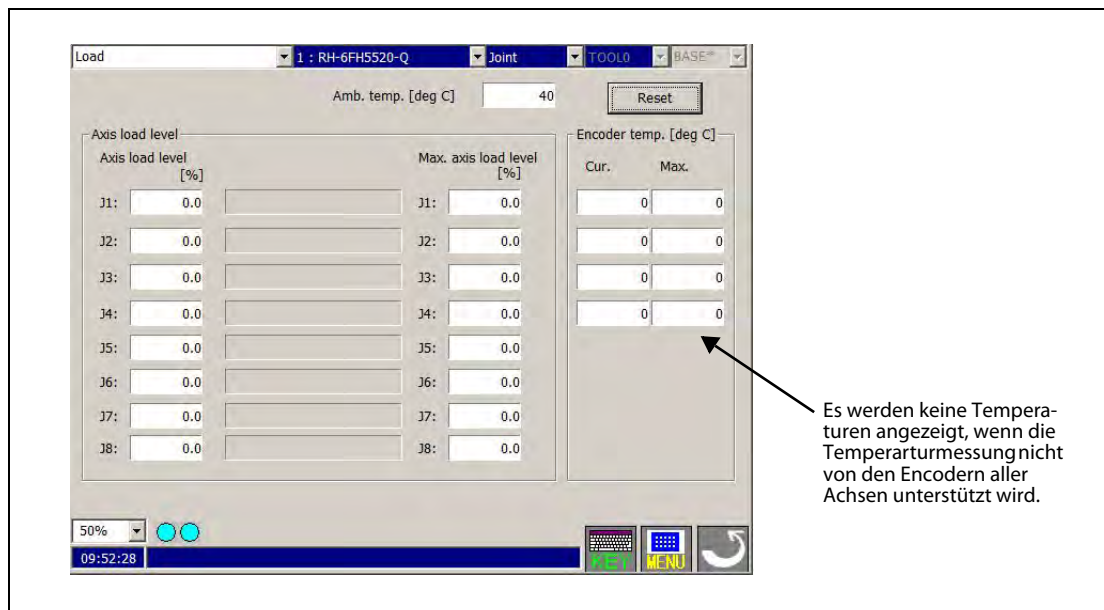 Load 1 : RH-6FH5520-Q Joint TOOL0 BASE*
Amb. temp. [deg C] 40 Reset
Axis load level Encoder temp. [deg C]
Axis load level [%] Max. axis load level [%] Cur. Max.
J1: 0.0 J1: 0.0 0 0
J2: 0.0 J2: 0.0 0 0
J3: 0.0 J3: 0.0 0 0
J4: 0.0 J4: 0.0 0 0
J5: 0.0 J5: 0.0
J6: 0.0 J6: 0.0
J7: 0.0 J7: 0.0
J8: 0.0 J8: 0.0
Es werden keine Tempera-
turen angezeigt, wenn die
Temperarturmessung nicht
von den Encodern aller
Achsen unterstützt wird.
50%
09:52:28
KEY MENU